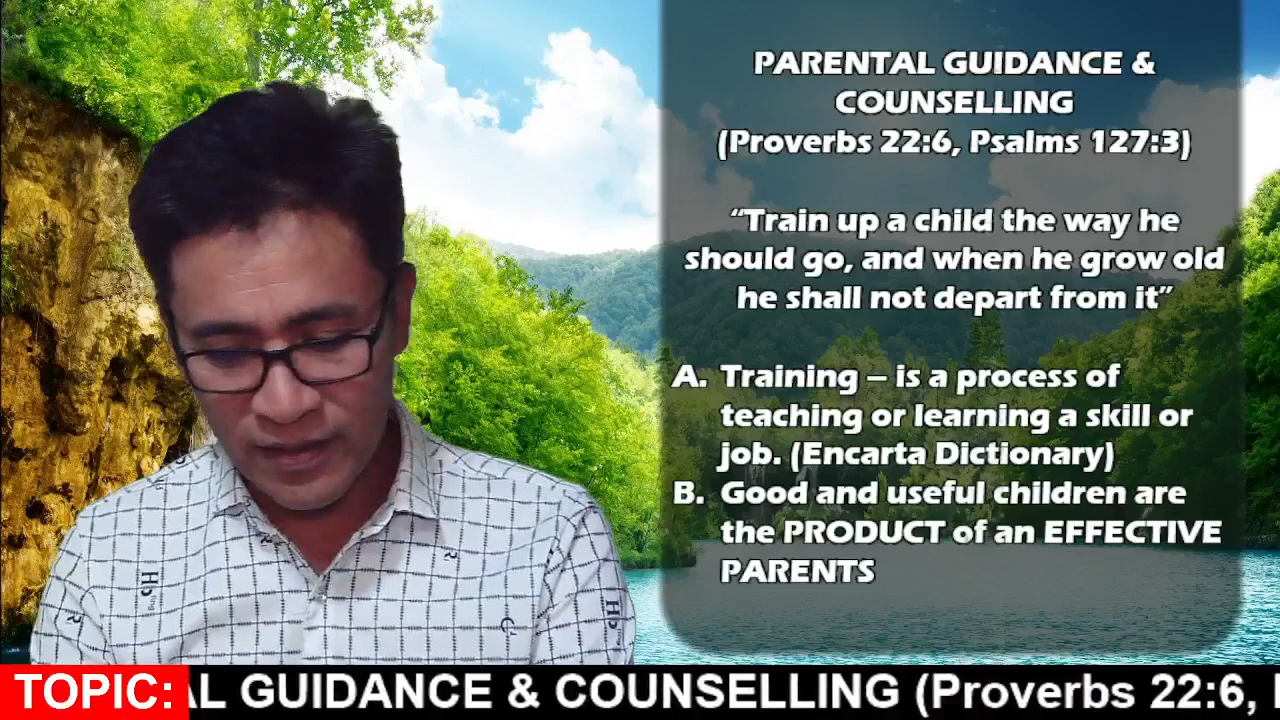 PARENTAL GUIDANCE &
COUNSELLING
(Proverbs 22:6, Psalms 127:3)
“Train up a child the way he
should go, and when he grow old
he shall not depart from it”
A. Training – is a process of
teaching or learning a skill or
job. (Encarta Dictionary)
B. Good and useful children are
the PRODUCT of an EFFECTIVE
PARENTS
TOPIC: AL GUIDANCE & COUNSELLING (Proverbs 22:6,